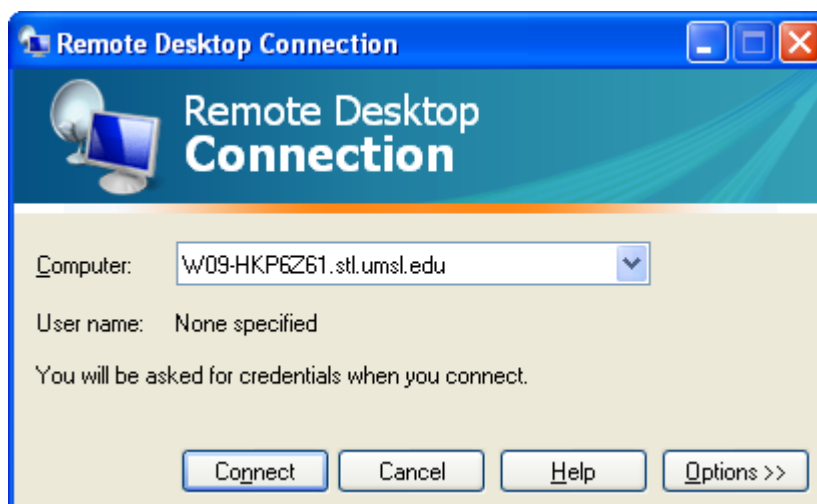 Remote Desktop Connection
Remote Desktop
Connection
Computer: W09-HKP6Z61.stl.umsl.edu
User name: None specified
You will be asked for credentials when you connect.
Connect Cancel Help Options >>